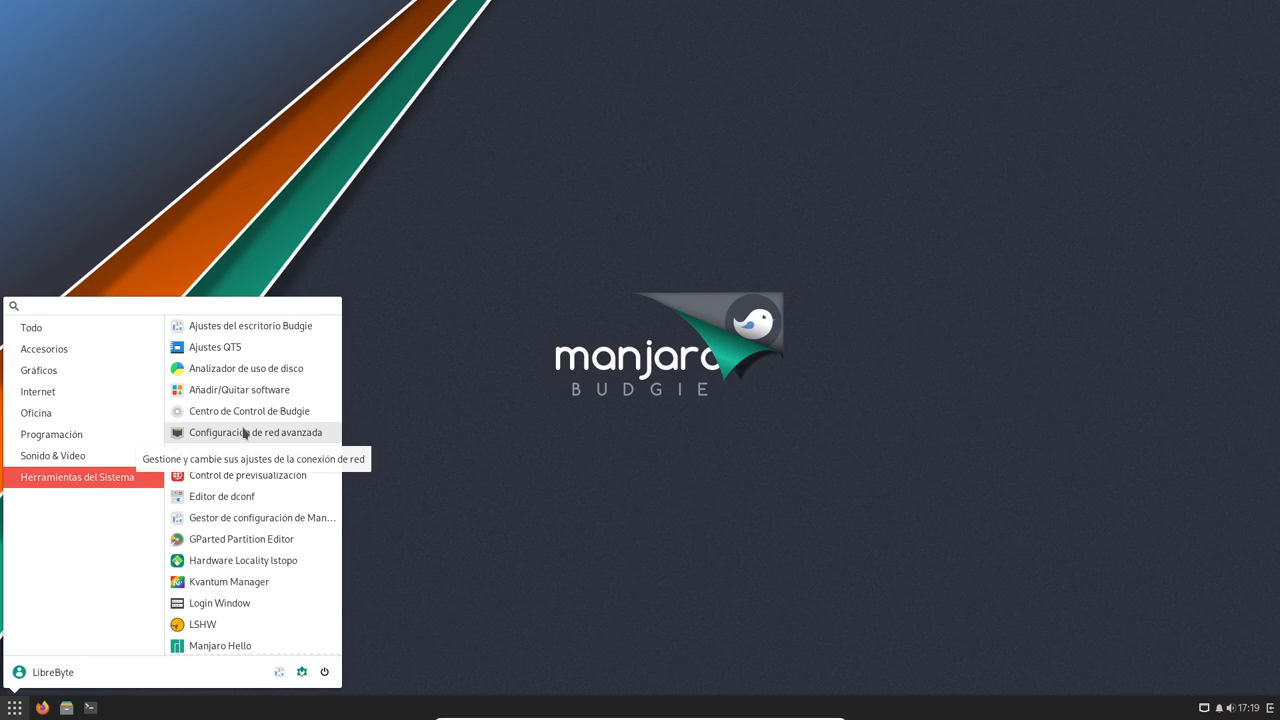 manjaro
BUDGIE
Todo
Accesorios
Gráficos
Internet
Oficina
Programación
Sonido & Video
Herramientas del Sistema
Ajustes del escritorio Budgie
Ajustes QT5
Analizador de uso de disco
Añadir/Quitar software
Centro de Control de Budgie
Configuración de red avanzada
Gestione y cambie sus ajustes de la conexión de red
Control de previsualización
Editor de dconf
Gestor de configuración de Man...
GParted Partition Editor
Hardware Locality lstopo
Kvantum Manager
Login Window
LSHW
Manjaro Hello
LibreByte
17:19